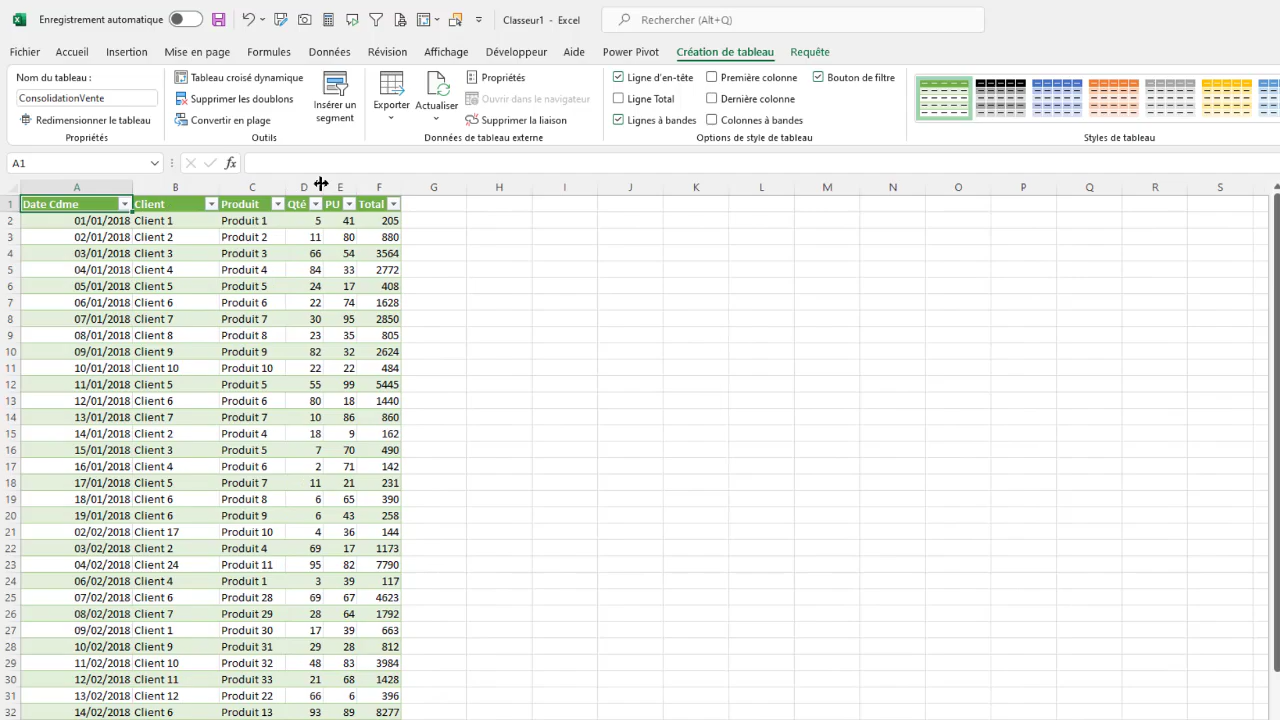 Enregistrement automatique Classeur1 - Excel Rechercher (Alt+Q)
Fichier Accueil Insertion Mise en page Formules Données Révision Affichage Développeur Aide Power Pivot Création de tableau Requête
Nom du tableau :
ConsolidationVente
Redimensionner le tableau
Propriétés
Tableau croisé dynamique
Supprimer les doublons
Convertir en plage
Insérer un
segment
Outils
Exporter
Actualiser
Propriétés
Ouvrir dans le navigateur
Supprimer la liaison
Données de tableau externe
Ligne d'en-tête
Ligne Total
Lignes à bandes
Première colonne
Dernière colonne
Colonnes à bandes
Bouton de filtre
Options de style de tableau
Styles de tableau
A1 fx
A B C D E F G H I J K L M N O P Q R S
1 Date Cdme Client Produit Qté PU Total
2 01/01/2018 Client 1 Produit 1 5 41 205
3 02/01/2018 Client 2 Produit 2 11 80 880
4 03/01/2018 Client 3 Produit 3 66 54 3564
5 04/01/2018 Client 4 Produit 4 84 33 2772
6 05/01/2018 Client 5 Produit 5 24 17 408
7 06/01/2018 Client 6 Produit 6 22 74 1628
8 07/01/2018 Client 7 Produit 7 30 95 2850
9 08/01/2018 Client 8 Produit 8 23 35 805
10 09/01/2018 Client 9 Produit 9 82 32 2624
11 10/01/2018 Client 10 Produit 10 22 22 484
12 11/01/2018 Client 5 Produit 5 55 99 5445
13 12/01/2018 Client 6 Produit 6 80 18 1440
14 13/01/2018 Client 7 Produit 7 10 86 860
15 14/01/2018 Client 2 Produit 4 18 9 162
16 15/01/2018 Client 3 Produit 5 7 70 490
17 16/01/2018 Client 4 Produit 6 2 71 142
18 17/01/2018 Client 5 Produit 7 11 21 231
19 18/01/2018 Client 6 Produit 8 6 65 390
20 19/01/2018 Client 6 Produit 9 6 43 258
21 02/02/2018 Client 17 Produit 10 4 36 144
22 03/02/2018 Client 2 Produit 4 69 17 1173
23 04/02/2018 Client 24 Produit 11 95 82 7790
24 06/02/2018 Client 4 Produit 1 3 39 117
25 07/02/2018 Client 6 Produit 28 69 67 4623
26 08/02/2018 Client 7 Produit 29 28 64 1792
27 09/02/2018 Client 1 Produit 30 17 39 663
28 10/02/2018 Client 9 Produit 31 29 28 812
29 11/02/2018 Client 10 Produit 32 48 83 3984
30 12/02/2018 Client 11 Produit 33 21 68 1428
31 13/02/2018 Client 12 Produit 22 66 6 396
32 14/02/2018 Client 6 Produit 13 93 89 8277